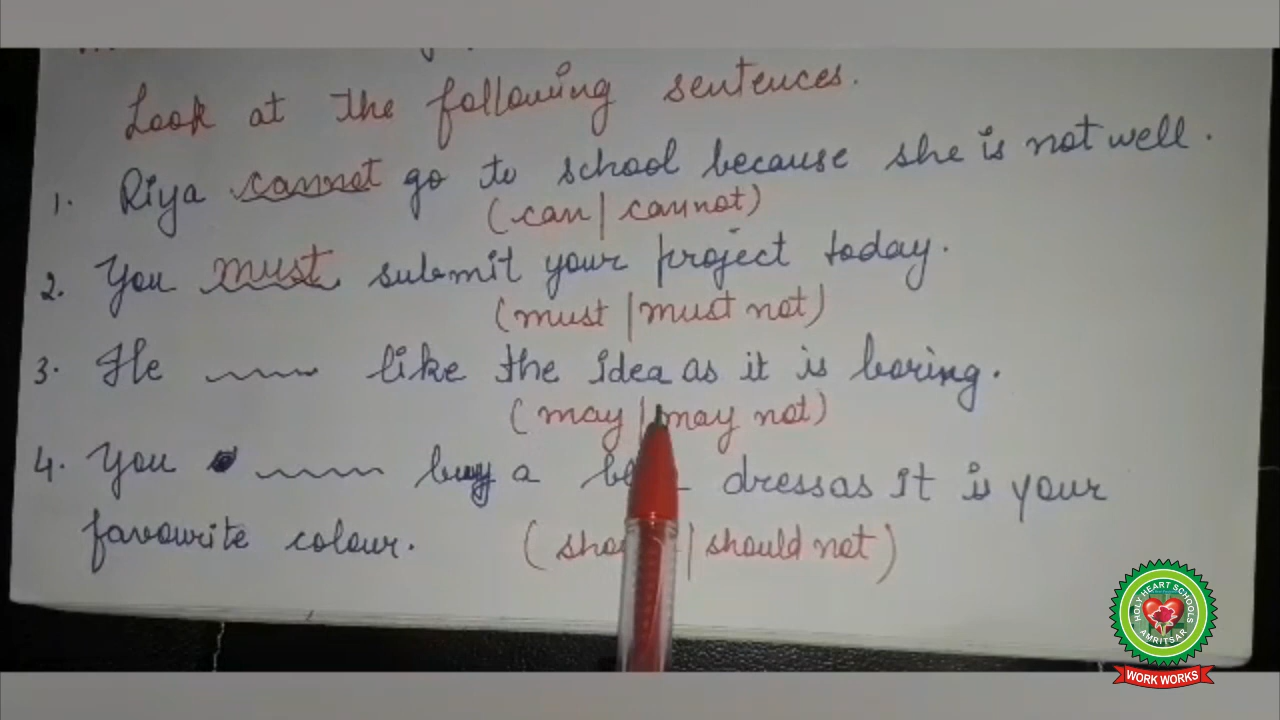 Look at the following sentences.
1. Riya cannot go to school because she is not well.
(can | cannot)
2. You must submit your project today.
(must | must not)
3. He like the idea as it is boring.
(may | may not)
4. You buy a dress as it is your
favourite colour. ( | should not)
HOLY HEART SCHOOLS
AMRITSAR
WORK WORKS